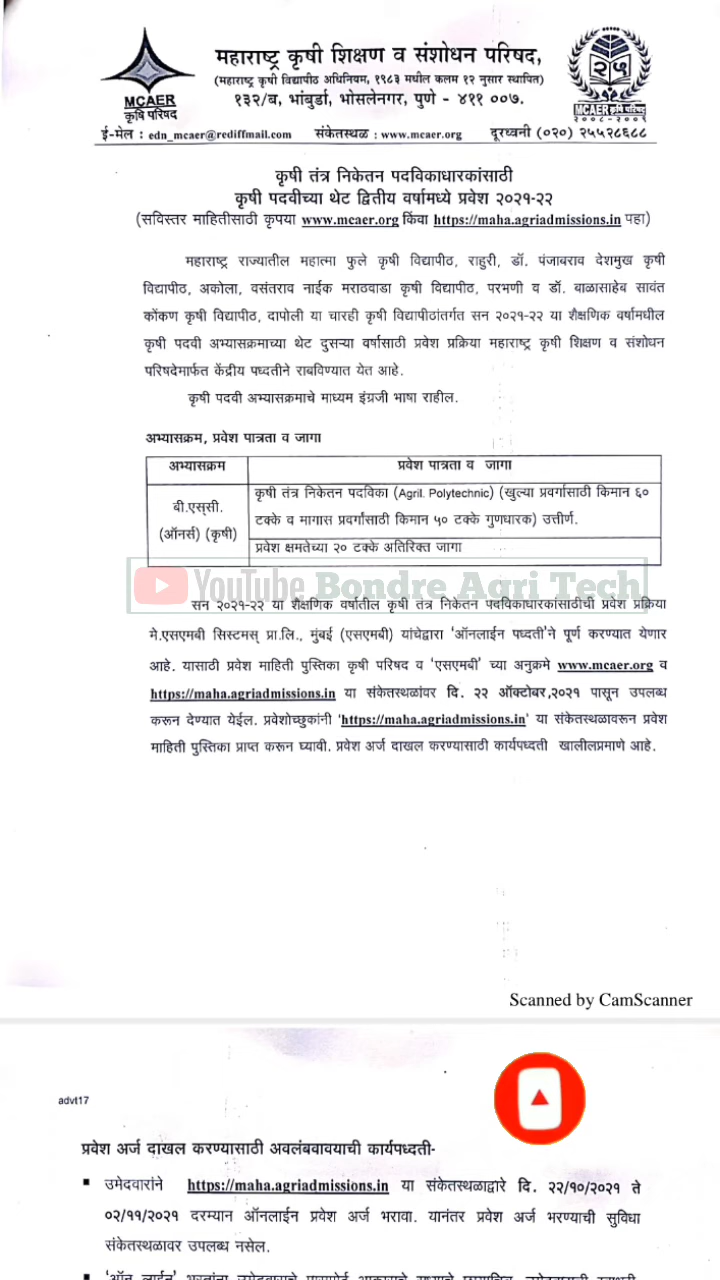 महाराष्ट्र कृषी शिक्षण व संशोधन परिषद,
(महाराष्ट्र कृषी विद्यापीठ अधिनियम, १९८३ मधील कलम १२ नुसार स्थापित)
१३२/ब, भांबुर्डा, भोसलेनगर, पुणे - ४११ ००७.
MCAER
कृषि परिषद
२५
MCAER कृषि परिषद
२००८-२००९
ई-मेल : edn_mcaer@rediffmail.com संकेतस्थळ : www.mcaer.org दूरध्वनी (०२०) २५५२८६८८
कृषी तंत्र निकेतन पदविकाधारकांसाठी
कृषी पदवीच्या थेट द्वितीय वर्षामध्ये प्रवेश २०२१-२२
(सविस्तर माहितीसाठी कृपया www.mcaer.org किंवा https://maha.agriadmissions.in पहा)
महाराष्ट्र राज्यातील महात्मा फुले कृषी विद्यापीठ, राहुरी, डॉ. पंजाबराव देशमुख कृषी
विद्यापीठ, अकोला, वसंतराव नाईक मराठवाडा कृषी विद्यापीठ, परभणी व डॉ. बाळासाहेब सावंत
कोंकण कृषी विद्यापीठ, दापोली या चारही कृषी विद्यापीठांतर्गत सन २०२१-२२ या शैक्षणिक वर्षामधील
कृषी पदवी अभ्यासक्रमाच्या थेट दुसऱ्या वर्षासाठी प्रवेश प्रक्रिया महाराष्ट्र कृषी शिक्षण व संशोधन
परिषदेमार्फत केंद्रीय पध्दतीने राबविण्यात येत आहे.
कृषी पदवी अभ्यासक्रमाचे माध्यम इंग्रजी भाषा राहील.
अभ्यासक्रम, प्रवेश पात्रता व जागा
अभ्यासक्रम प्रवेश पात्रता व जागा
बी.एस्सी.
(ऑनर्स) (कृषी)
कृषी तंत्र निकेतन पदविका (Agril. Polytechnic) (खुल्या प्रवर्गासाठी किमान ६०
टक्के व मागास प्रवर्गांसाठी किमान ५० टक्के गुणधारक) उत्तीर्ण.
प्रवेश क्षमतेच्या २० टक्के अतिरिक्त जागा
YouTube Bondre Agri Tech
सन २०२१-२२ या शैक्षणिक वर्षातील कृषी तंत्र निकेतन पदविकाधारकांसाठीची प्रवेश प्रक्रिया
मे.एसएमबी सिस्टमस् प्रा.लि., मुंबई (एसएमबी) यांचेद्वारा 'ऑनलाईन पध्दती'ने पूर्ण करण्यात येणार
आहे. यासाठी प्रवेश माहिती पुस्तिका कृषी परिषद व 'एसएमबी' च्या अनुक्रमे www.mcaer.org व
https://maha.agriadmissions.in या संकेतस्थळांवर दि. २२ ऑक्टोबर,२०२१ पासून उपलब्ध
करून देण्यात येईल. प्रवेशोच्छुकांनी 'https://maha.agriadmissions.in' या संकेतस्थळावरून प्रवेश
माहिती पुस्तिका प्राप्त करून घ्यावी. प्रवेश अर्ज दाखल करण्यासाठी कार्यपध्दती खालीलप्रमाणे आहे.
Scanned by CamScanner
advt17
प्रवेश अर्ज दाखल करण्यासाठी अवलंबवावयाची कार्यपध्दती-
▪ उमेदवारांने https://maha.agriadmissions.in या संकेतस्थळाद्वारे दि. २२/१०/२०२१ ते
०२/११/२०२१ दरम्यान ऑनलाईन प्रवेश अर्ज भरावा. यानंतर प्रवेश अर्ज भरण्याची सुविधा
संकेतस्थळावर उपलब्ध नसेल.